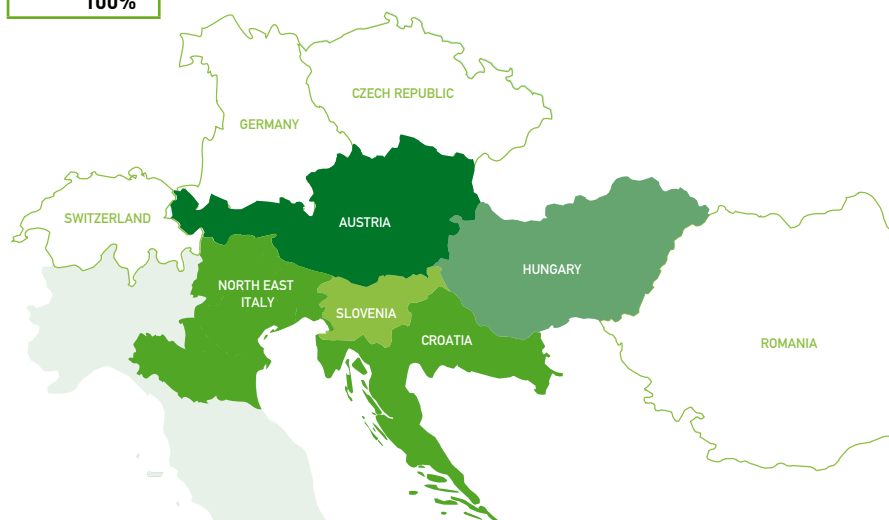 100%
CZECH REPUBLIC
GERMANY
SWITZERLAND
AUSTRIA
HUNGARY
NORTH EAST
ITALY
SLOVENIA
CROATIA
ROMANIA